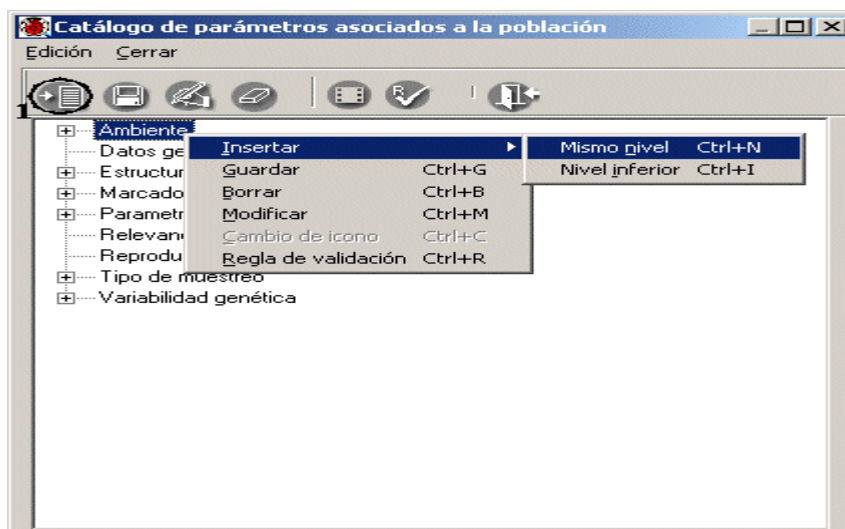 Catálogo de parámetros asociados a la población
Edición Cerrar
1
Ambiente
Datos ge
Estructur
Marcado
Parametr
Relevan
Reprodu
Tipo de muestreo
Variabilidad genética
Insertar
Guardar Ctrl+G
Borrar Ctrl+B
Modificar Ctrl+M
Cambio de icono Ctrl+C
Regla de validación Ctrl+R
Mismo nivel Ctrl+N
Nivel inferior Ctrl+I